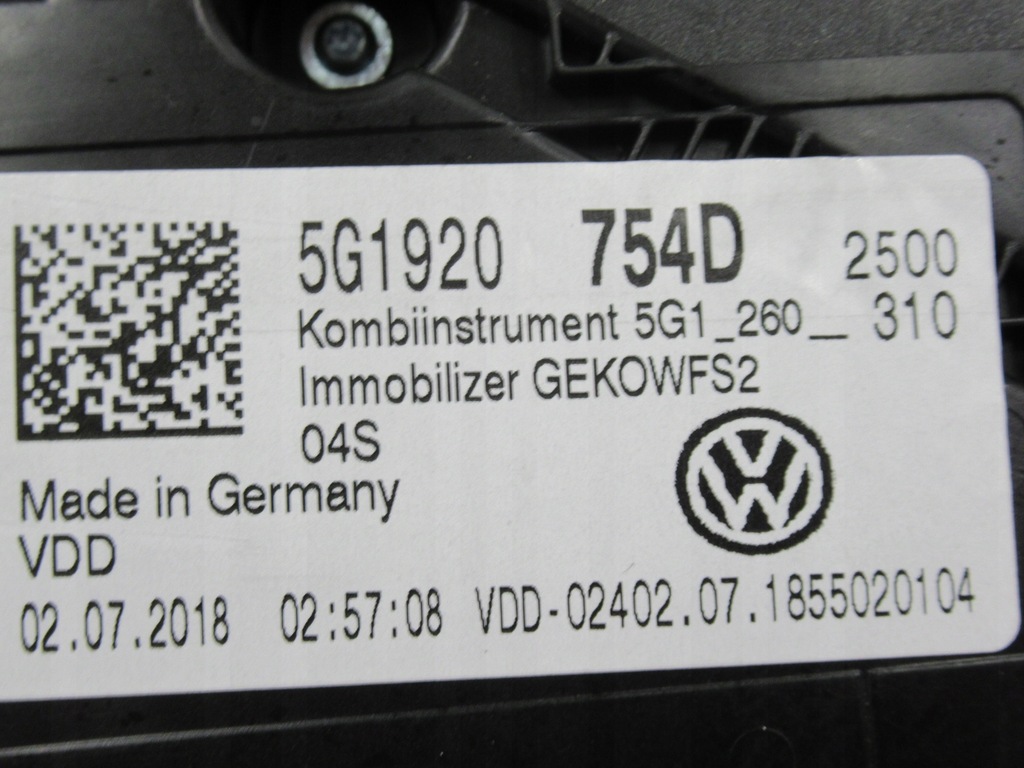 5G1920 754D 2500
Kombiinstrument 5G1_260__ 310
Immobilizer GEKOWFS2
04S
Made in Germany
VDD
02.07.2018 02:57:08 VDD-02402.07.1855020104